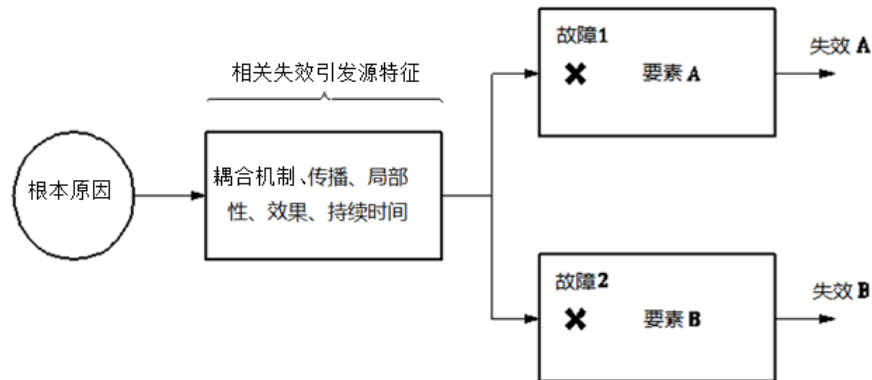 故障1
失效 A
相关失效引发源特征
要素 A
根本原因
耦合机制、传播、局部
性、效果、持续时间
故障2
失效 B
要素 B